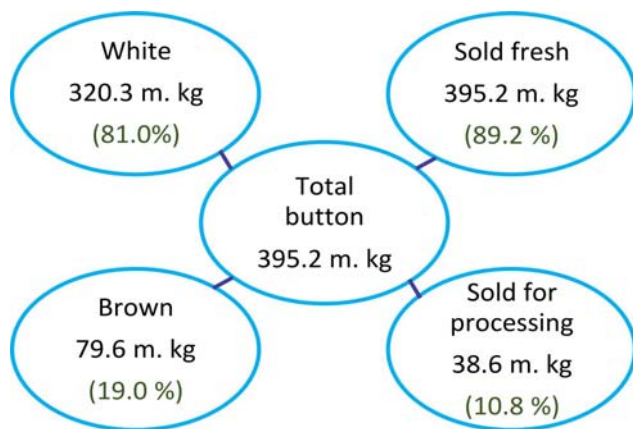 White
320.3 m. kg
(81.0%)
Sold fresh
395.2 m. kg
(89.2 %)
Total
button
395.2 m. kg
Brown
79.6 m. kg
(19.0 %)
Sold for
processing
38.6 m. kg
(10.8 %)